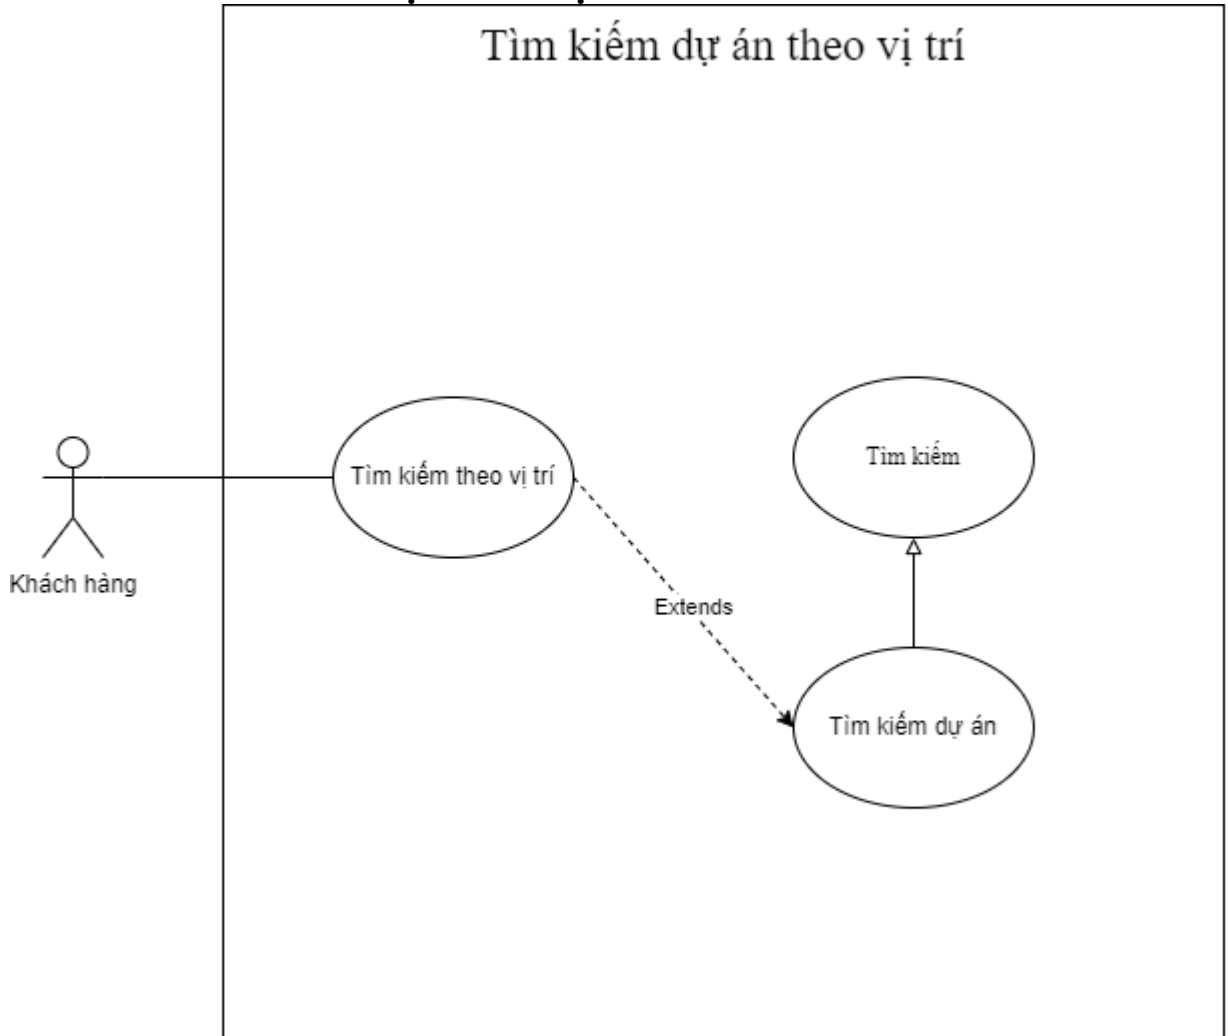 Tìm kiếm dự án theo vị trí
Tìm kiếm theo vị trí
Tìm kiếm
Khách hàng
Extends
Tìm kiếm dự án